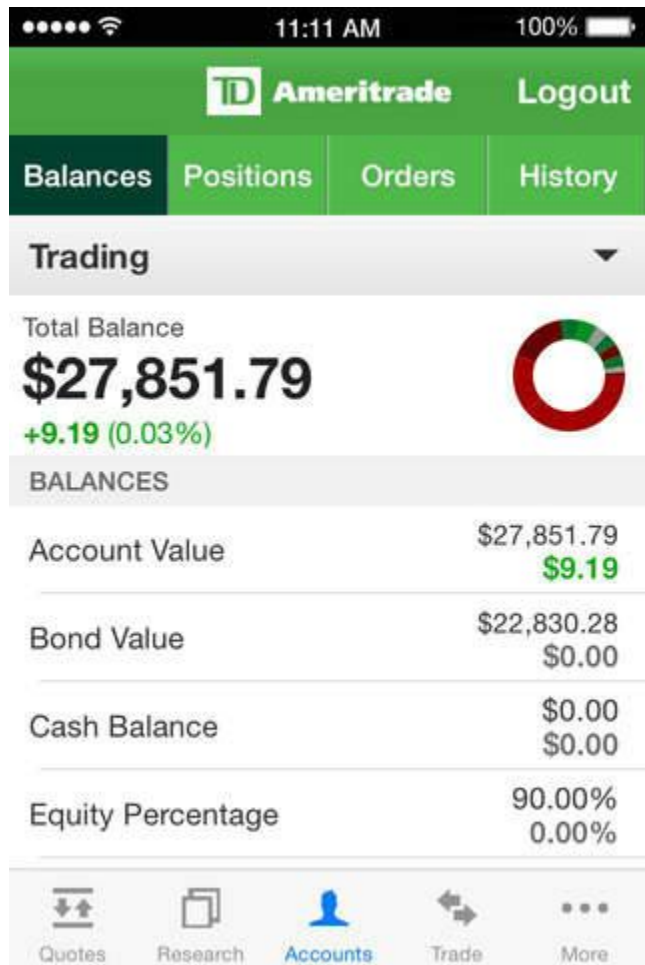 11:11 AM 100%
TD Ameritrade Logout
Balances Positions Orders History
Trading
Total Balance
$27,851.79
+9.19 (0.03%)
BALANCES
Account Value $27,851.79
$9.19
Bond Value $22,830.28
$0.00
Cash Balance $0.00
$0.00
Equity Percentage 90.00%
0.00%
Quotes Research Accounts Trade More